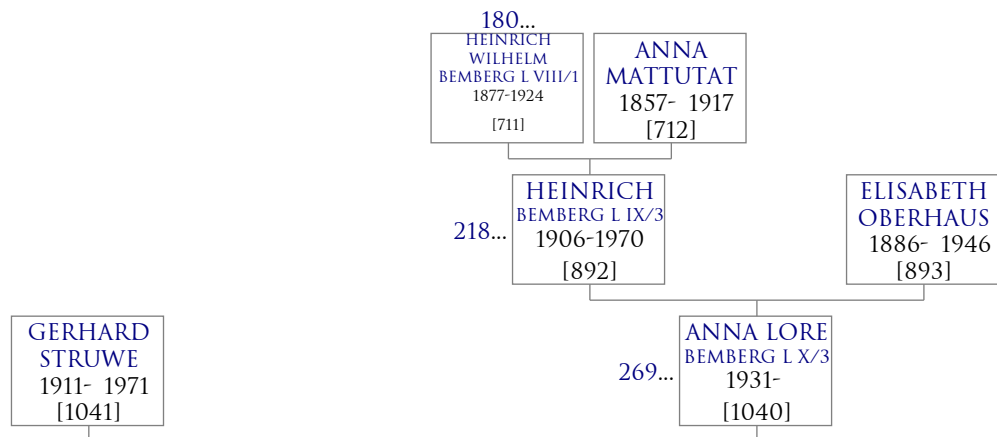 180...
HEINRICH
WILHELM
BEMBERG L VIII/1
1877-1924
[711]
ANNA
MATTUTAT
1857- 1917
[712]
218...
HEINRICH
BEMBERG L IX/3
1906-1970
[892]
ELISABETH
OBERHAUS
1886- 1946
[893]
GERHARD
STRUWE
1911- 1971
[1041]
269...
ANNA LORE
BEMBERG L X/3
1931-
[1040]